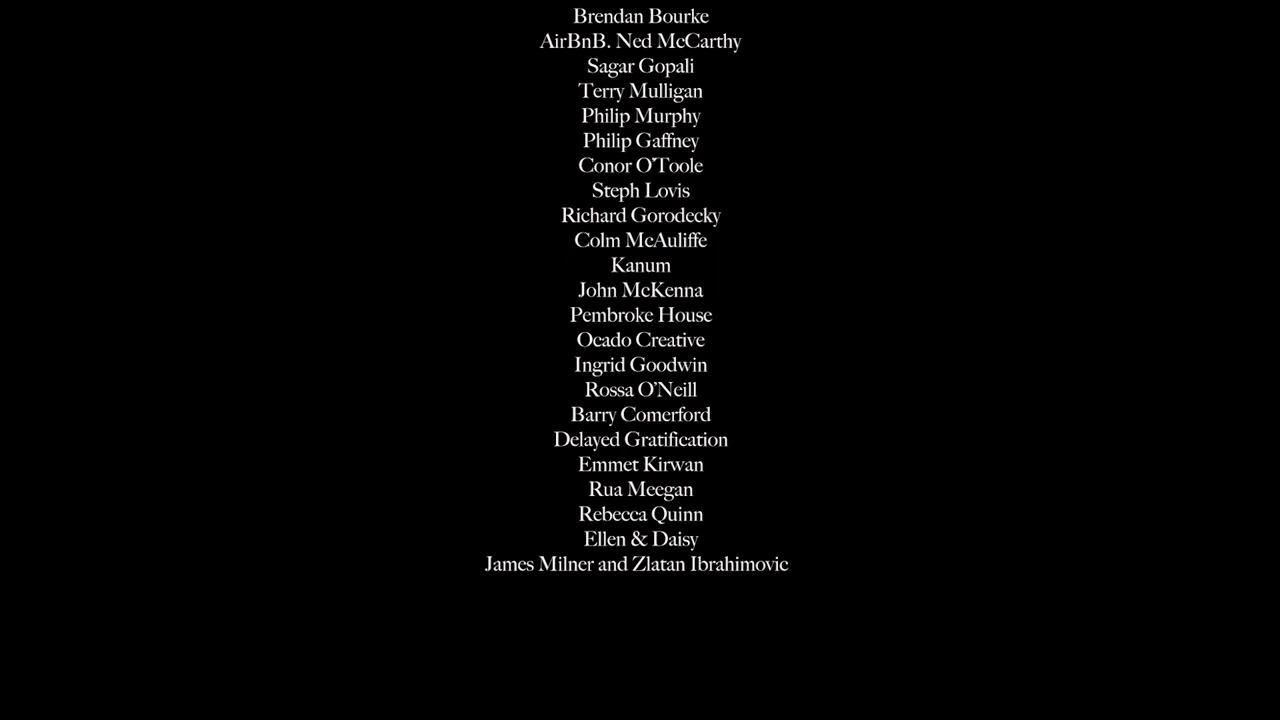 Brendan Bourke
AirBnB. Ned McCarthy
Sagar Gopali
Terry Mulligan
Philip Murphy
Philip Gaffney
Conor O'Toole
Steph Lovis
Richard Gorodecky
Colm McAuliffe
Kanum
John McKenna
Pembroke House
Ocado Creative
Ingrid Goodwin
Rossa O'Neill
Barry Comerford
Delayed Gratification
Emmet Kirwan
Rua Meegan
Rebecca Quinn
Ellen & Daisy
James Milner and Zlatan Ibrahimovic